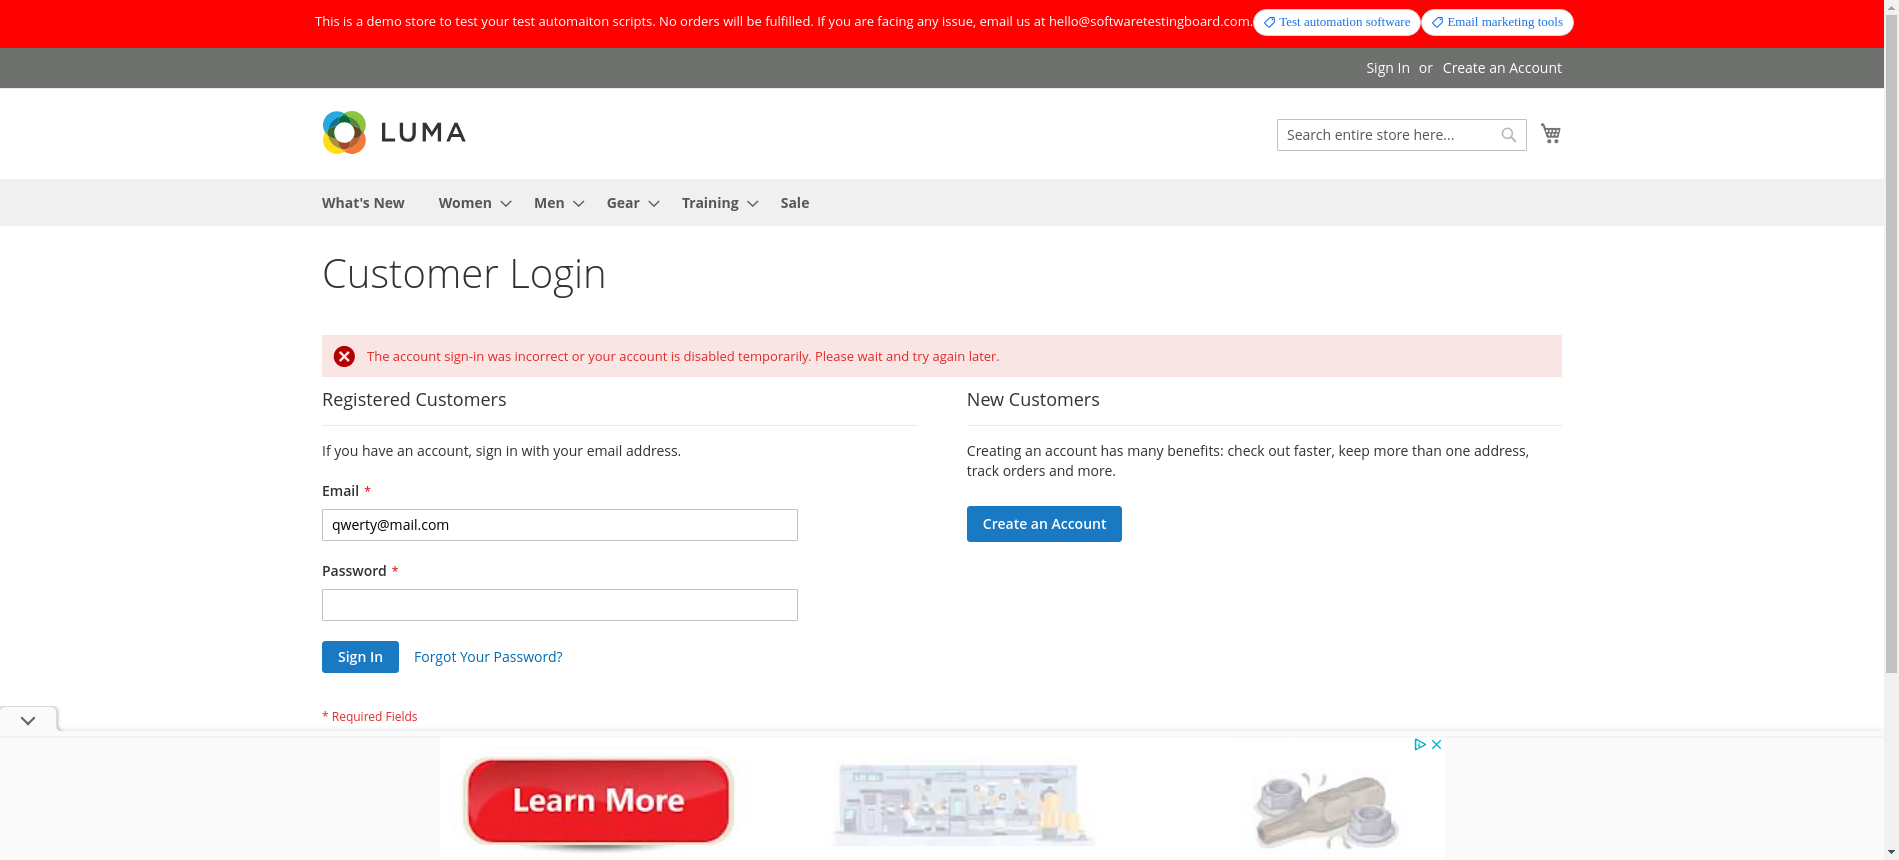 This is a demo store to test your test automaiton scripts. No orders will be fulfilled. If you are facing any issue, email us at hello@softwaretestingboard.com. Test automation software Email marketing tools
Sign In or Create an Account
LUMA
Search entire store here...
What's New Women Men Gear Training Sale
Customer Login
The account sign-in was incorrect or your account is disabled temporarily. Please wait and try again later.
Registered Customers
If you have an account, sign in with your email address.
Email *
qwerty@mail.com
Password *
Sign In Forgot Your Password?
* Required Fields
New Customers
Creating an account has many benefits: check out faster, keep more than one address,
track orders and more.
Create an Account
Learn More